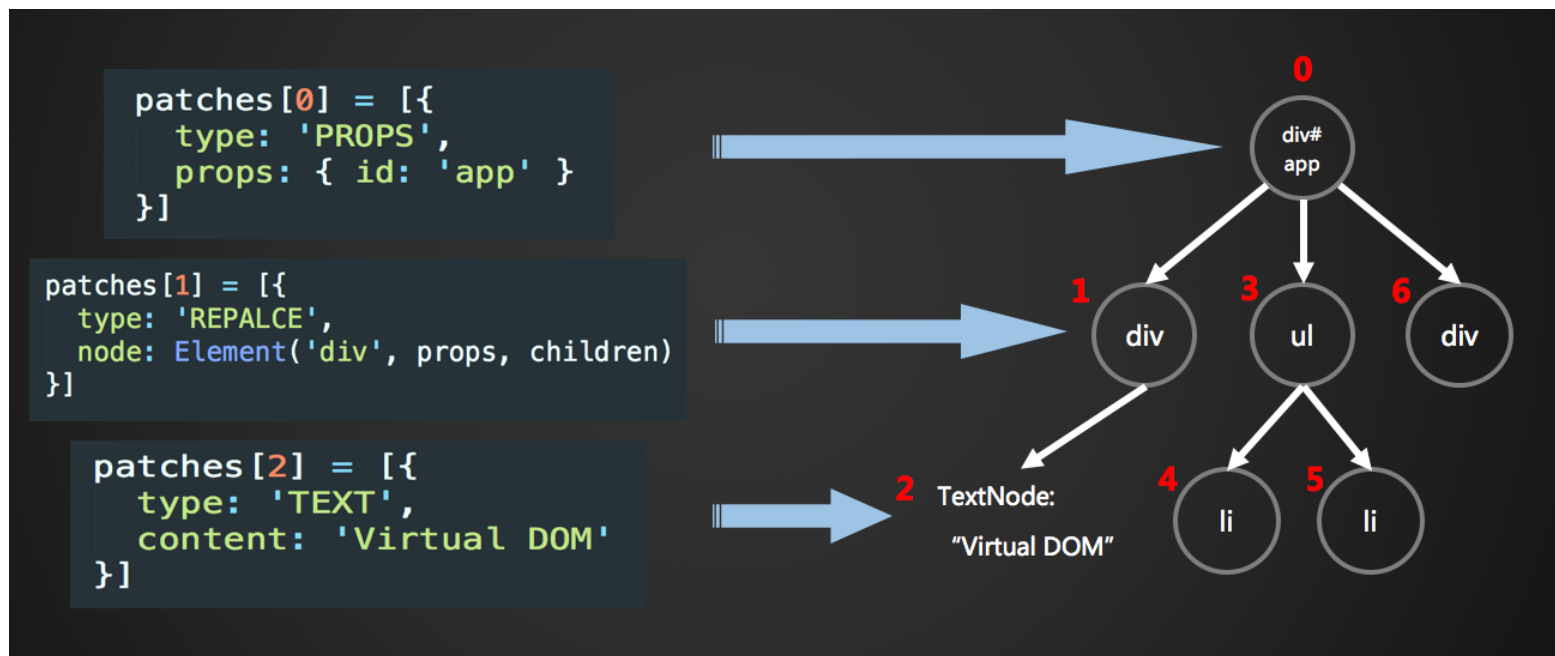 patches[0] = [{
type: 'PROPS',
props: { id: 'app' }
}]
patches[1] = [{
type: 'REPALCE',
node: Element('div', props, children)
}]
patches[2] = [{
type: 'TEXT',
content: 'Virtual DOM'
}]
0
div#
app
1
div
3
ul
6
div
2
TextNode:
“Virtual DOM”
4
li
5
li